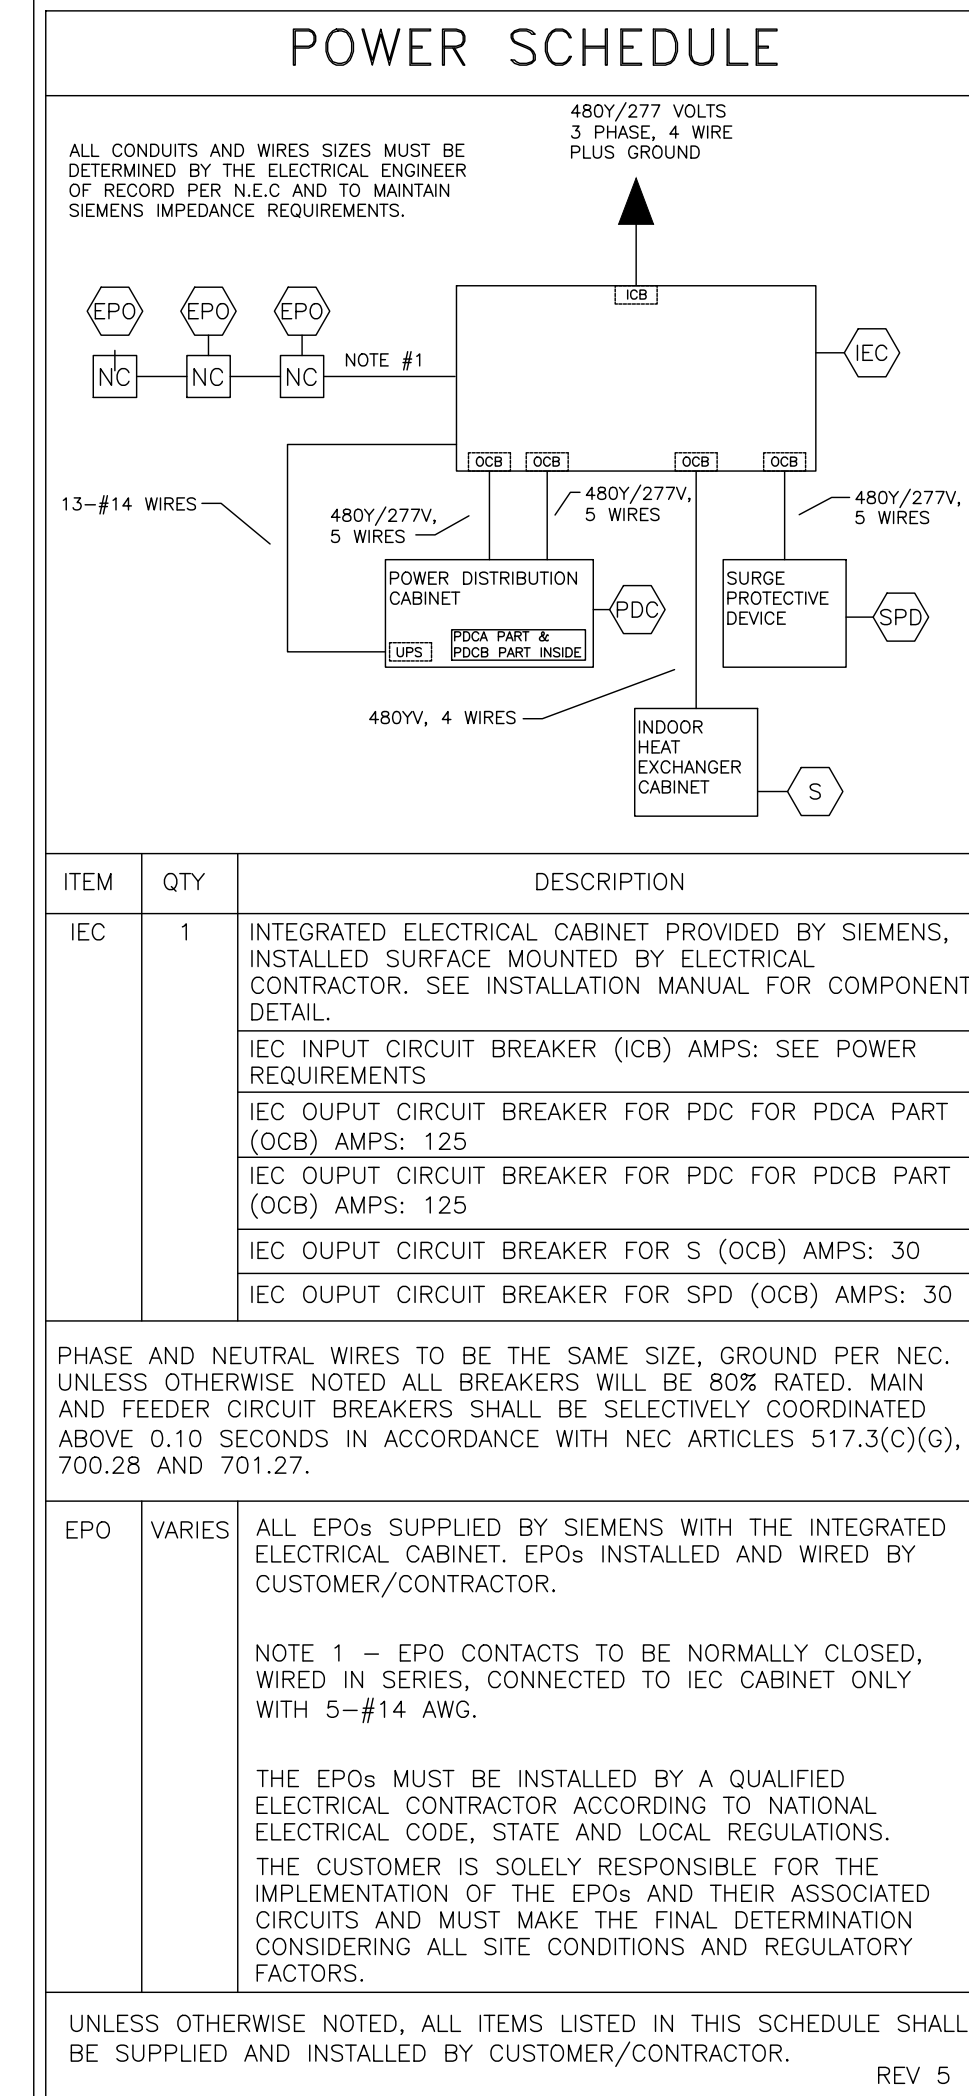 POWER SCHEDULE
480Y/277 VOLTS
3 PHASE, 4 WIRE
PLUS GROUND
ALL CONDUITS AND WIRES SIZES MUST BE
DETERMINED BY THE ELECTRICAL ENGINEER
OF RECORD PER N.E.C AND TO MAINTAIN
SIEMENS IMPEDANCE REQUIREMENTS.
ICB
EPO
EPO
EPO
NC
NC
NC
NOTE #1
IEC
OCB
OCB
OCB
OCB
13-#14 WIRES
480Y/277V,
5 WIRES
480Y/277V,
5 WIRES
480Y/277V,
5 WIRES
POWER DISTRIBUTION
CABINET
UPS
PDCA PART &
PDCB PART INSIDE
PDC
SURGE
PROTECTIVE
DEVICE
SPD
480YV, 4 WIRES
INDOOR
HEAT
EXCHANGER
CABINET
S
ITEM QTY DESCRIPTION
IEC 1 INTEGRATED ELECTRICAL CABINET PROVIDED BY SIEMENS,
INSTALLED SURFACE MOUNTED BY ELECTRICAL
CONTRACTOR. SEE INSTALLATION MANUAL FOR COMPONENT
DETAIL.
IEC INPUT CIRCUIT BREAKER (ICB) AMPS: SEE POWER
REQUIREMENTS
IEC OUPUT CIRCUIT BREAKER FOR PDC FOR PDCA PART
(OCB) AMPS: 125
IEC OUPUT CIRCUIT BREAKER FOR PDC FOR PDCB PART
(OCB) AMPS: 125
IEC OUPUT CIRCUIT BREAKER FOR S (OCB) AMPS: 30
IEC OUPUT CIRCUIT BREAKER FOR SPD (OCB) AMPS: 30
PHASE AND NEUTRAL WIRES TO BE THE SAME SIZE, GROUND PER NEC.
UNLESS OTHERWISE NOTED ALL BREAKERS WILL BE 80% RATED. MAIN
AND FEEDER CIRCUIT BREAKERS SHALL BE SELECTIVELY COORDINATED
ABOVE 0.10 SECONDS IN ACCORDANCE WITH NEC ARTICLES 517.3(C)(G),
700.28 AND 701.27.
EPO VARIES ALL EPOs SUPPLIED BY SIEMENS WITH THE INTEGRATED
ELECTRICAL CABINET. EPOs INSTALLED AND WIRED BY
CUSTOMER/CONTRACTOR.
NOTE 1 – EPO CONTACTS TO BE NORMALLY CLOSED,
WIRED IN SERIES, CONNECTED TO IEC CABINET ONLY
WITH 5-#14 AWG.
THE EPOs MUST BE INSTALLED BY A QUALIFIED
ELECTRICAL CONTRACTOR ACCORDING TO NATIONAL
ELECTRICAL CODE, STATE AND LOCAL REGULATIONS.
THE CUSTOMER IS SOLELY RESPONSIBLE FOR THE
IMPLEMENTATION OF THE EPOs AND THEIR ASSOCIATED
CIRCUITS AND MUST MAKE THE FINAL DETERMINATION
CONSIDERING ALL SITE CONDITIONS AND REGULATORY
FACTORS.
UNLESS OTHERWISE NOTED, ALL ITEMS LISTED IN THIS SCHEDULE SHALL
BE SUPPLIED AND INSTALLED BY CUSTOMER/CONTRACTOR.
REV 5